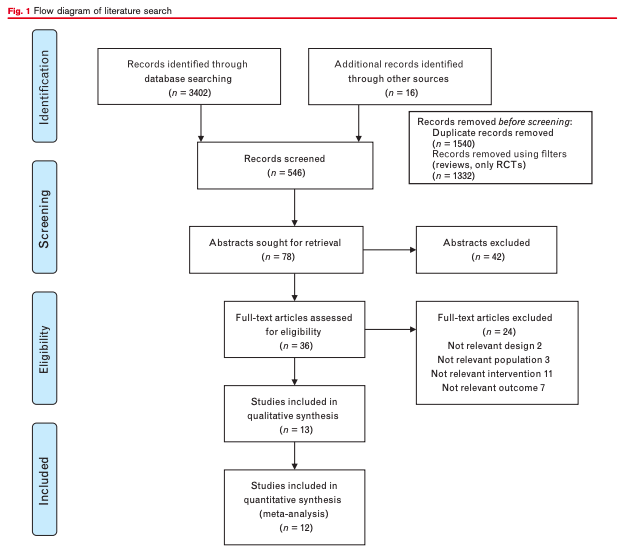 Fig. 1 Flow diagram of literature search
Identification
Records identified through
database searching
(n = 3402)
Additional records identified
through other sources
(n = 16)
Records removed before screening:
Duplicate records removed
(n = 1540)
Records removed using filters
(reviews, only RCTs)
(n = 1332)
Records screened
(n = 546)
Screening
Abstracts sought for retrieval
(n = 78)
Abstracts excluded
(n = 42)
Eligibility
Full-text articles assessed
for eligibility
(n = 36)
Full-text articles excluded
(n = 24)
Not relevant design 2
Not relevant population 3
Not relevant intervention 11
Not relevant outcome 7
Studies included in
qualitative synthesis
(n = 13)
Included
Studies included in
quantitative synthesis
(meta-analysis)
(n = 12)